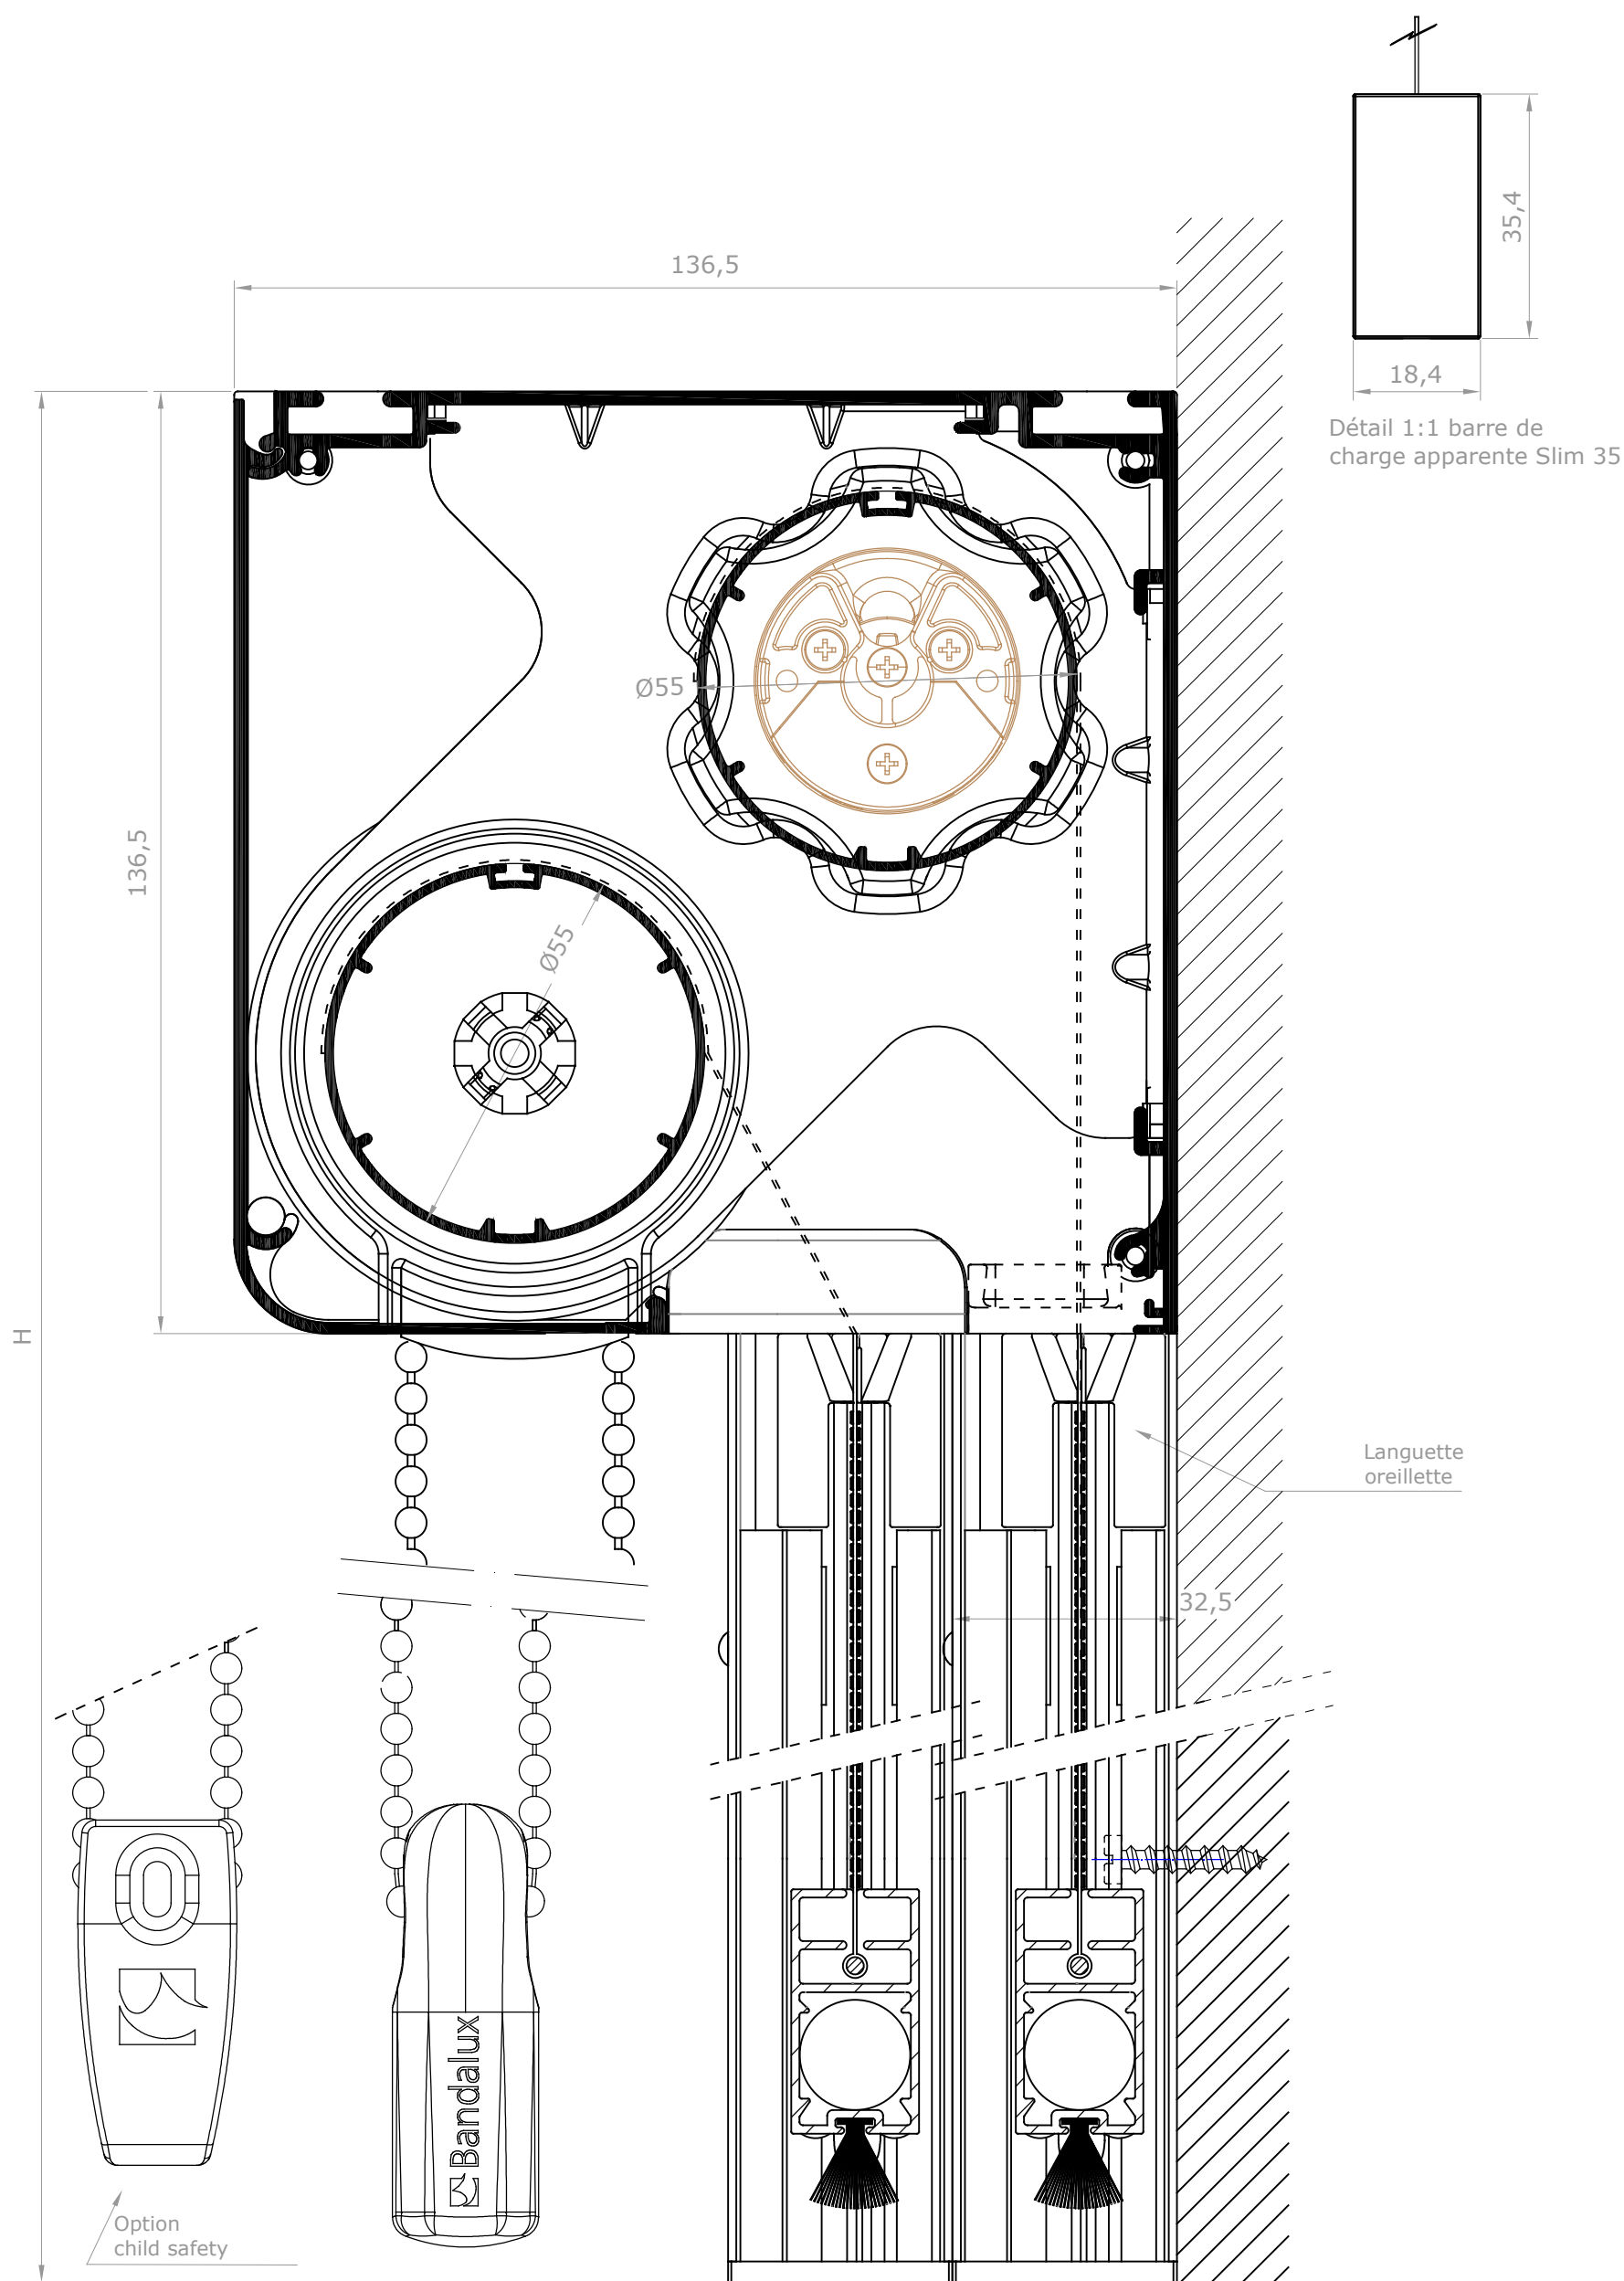 35,4
18,4
Détail 1:1 barre de
charge apparente Slim 35
136,5
136,5
Ø55
Ø55
H
Languette
oreillette
32,5
Bandalux
Option
child safety